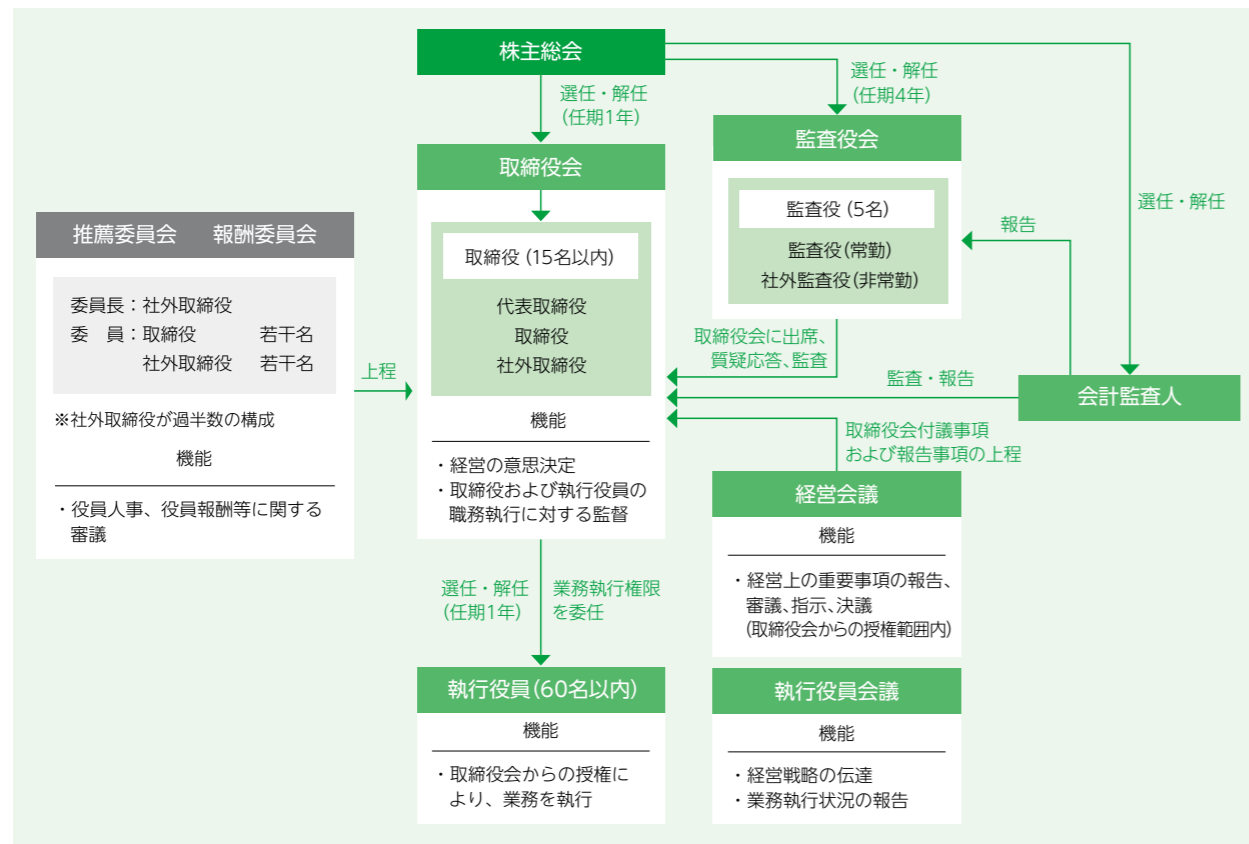 株主総会
選任・解任
(任期1年)
選任・解任
(任期4年)
選任・解任
取締役会
取締役 (15名以内)
代表取締役
取締役
社外取締役
機能
・経営の意思決定
・取締役および執行役員の
職務執行に対する監督
監査役会
監査役 (5名)
監査役(常勤)
社外監査役(非常勤)
報告
取締役会に出席、
質疑応答、監査
監査・報告
会計監査人
推薦委員会 報酬委員会
委員長：社外取締役
委 員：取締役 若干名
社外取締役 若干名
※社外取締役が過半数の構成
機能
・役員人事、役員報酬等に関する
審議
上程
取締役会付議事項
および報告事項の上程
経営会議
機能
・経営上の重要事項の報告、
審議、指示、決議
(取締役会からの授権範囲内)
選任・解任
(任期1年)
業務執行権限
を委任
執行役員(60名以内)
機能
・取締役会からの授権に
より、業務を執行
執行役員会議
機能
・経営戦略の伝達
・業務執行状況の報告